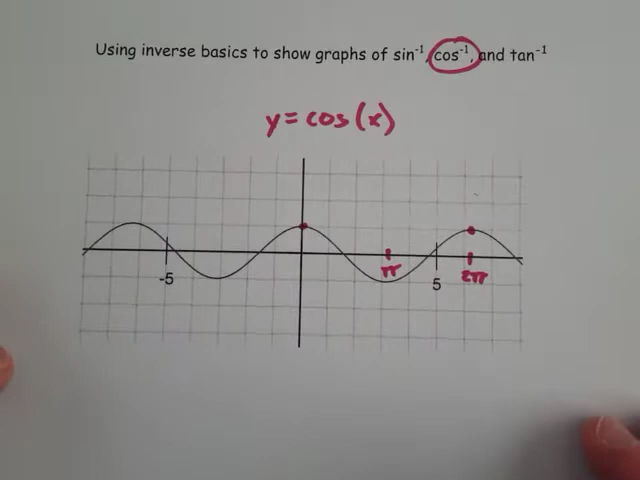 Using inverse basics to show graphs of sin⁻¹, cos⁻¹, and tan⁻¹
y = cos(x)
π
-5
5
2π